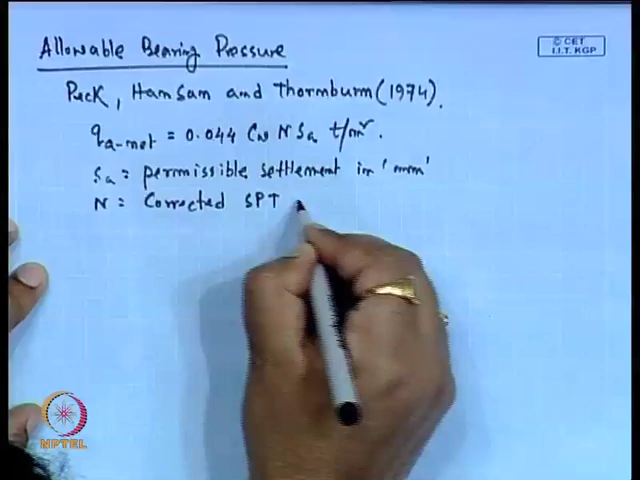 Allowable Bearing Pressure
© CET
I.I.T. KGP
Peck, Hansan and Thornburn (1974).
qa-net = 0.044 Cw N Sa t/m².
Sa = permissible settlement in 'mm'
N = Corrected SPT
NPTEL